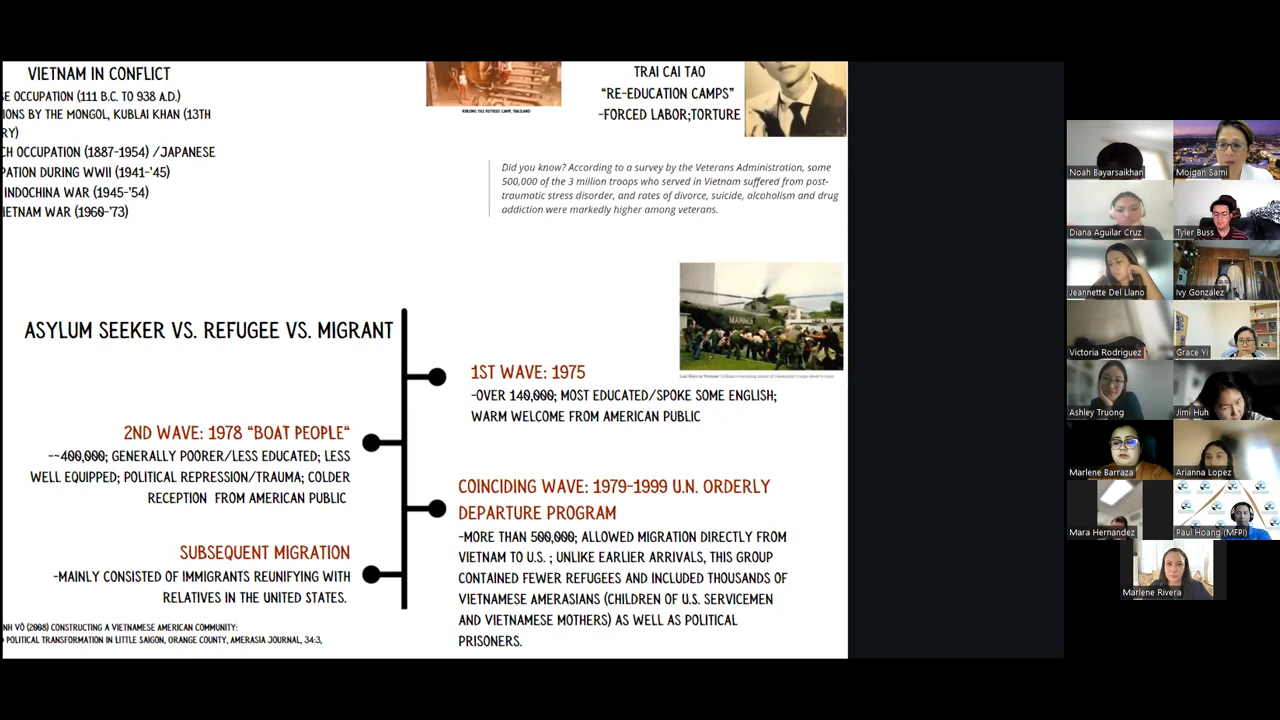 VIETNAM IN CONFLICT
SE OCCUPATION (111 B.C. TO 938 A.D.)
IONS BY THE MONGOL, KUBLAI KHAN (13TH
RY)
CH OCCUPATION (1887-1954) /JAPANESE
PATION DURING WWII (1941-'45)
INDOCHINA WAR (1945-'54)
IETNAM WAR (1960-'73)
TRAI CAI TAO
"RE-EDUCATION CAMPS"
-FORCED LABOR;TORTURE
Did you know? According to a survey by the Veterans Administration, some
500,000 of the 3 million troops who served in Vietnam suffered from post-
traumatic stress disorder, and rates of divorce, suicide, alcoholism and drug
addiction were markedly higher among veterans.
MARINES
ASYLUM SEEKER VS. REFUGEE VS. MIGRANT
1ST WAVE: 1975
-OVER 140,000; MOST EDUCATED/SPOKE SOME ENGLISH;
WARM WELCOME FROM AMERICAN PUBLIC
2ND WAVE: 1978 "BOAT PEOPLE"
-~400,000; GENERALLY POORER/LESS EDUCATED; LESS
WELL EQUIPPED; POLITICAL REPRESSION/TRAUMA; COLDER
RECEPTION FROM AMERICAN PUBLIC
COINCIDING WAVE: 1979-1999 U.N. ORDERLY
DEPARTURE PROGRAM
-MORE THAN 500,000; ALLOWED MIGRATION DIRECTLY FROM
VIETNAM TO U.S. ; UNLIKE EARLIER ARRIVALS, THIS GROUP
CONTAINED FEWER REFUGEES AND INCLUDED THOUSANDS OF
VIETNAMESE AMERASIANS (CHILDREN OF U.S. SERVICEMEN
AND VIETNAMESE MOTHERS) AS WELL AS POLITICAL
PRISONERS.
SUBSEQUENT MIGRATION
-MAINLY CONSISTED OF IMMIGRANTS REUNIFYING WITH
RELATIVES IN THE UNITED STATES.
NH VÕ (2008) CONSTRUCTING A VIETNAMESE AMERICAN COMMUNITY:
POLITICAL TRANSFORMATION IN LITTLE SAIGON, ORANGE COUNTY, AMERASIA JOURNAL, 34:3,
Noah Bayarsaikhan
Mojgan Sami
Diana Aguilar Cruz
Tyler Buss
Jeannette Del Llano
Ivy Gonzalez
Victoria Rodriguez
Grace Yi
Ashley Truong
Jimi Huh
Marlene Barraza
Arianna Lopez
Mara Hernandez
Paul Hoang (MFPI)
Marlene Rivera